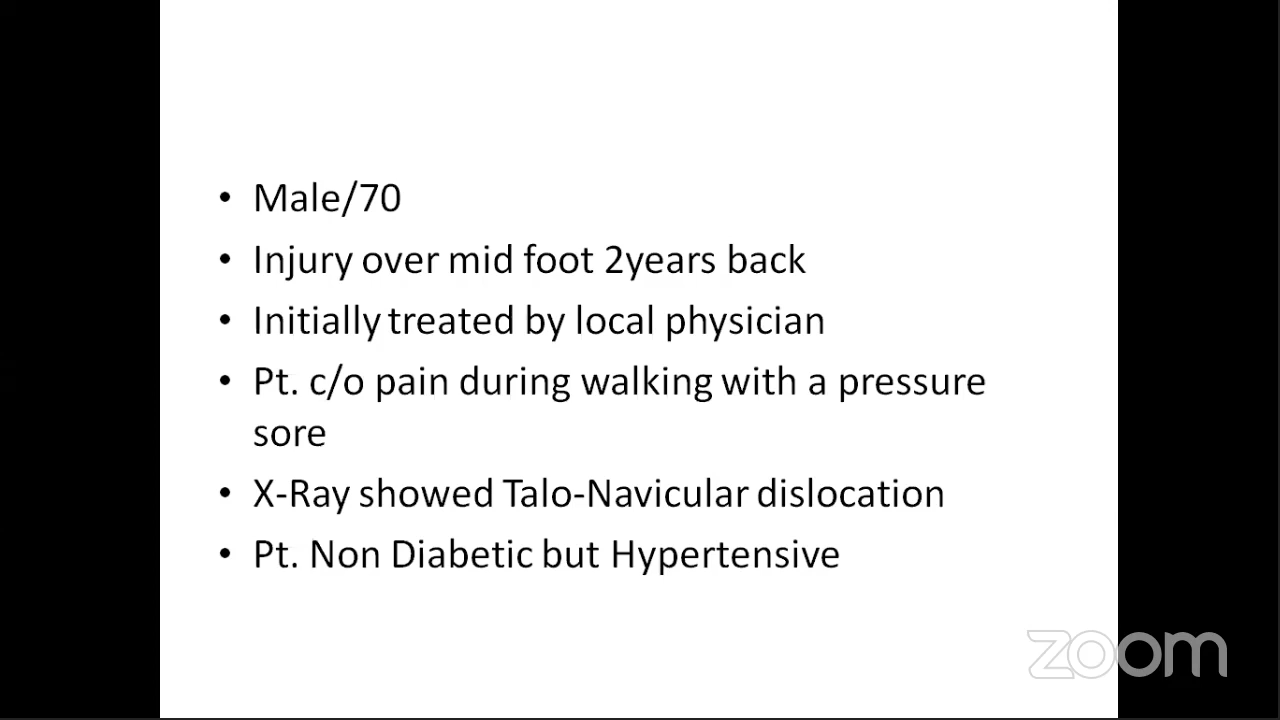 • Male/70
• Injury over mid foot 2years back
• Initially treated by local physician
• Pt. c/o pain during walking with a pressure
sore
• X-Ray showed Talo-Navicular dislocation
• Pt. Non Diabetic but Hypertensive
zoom